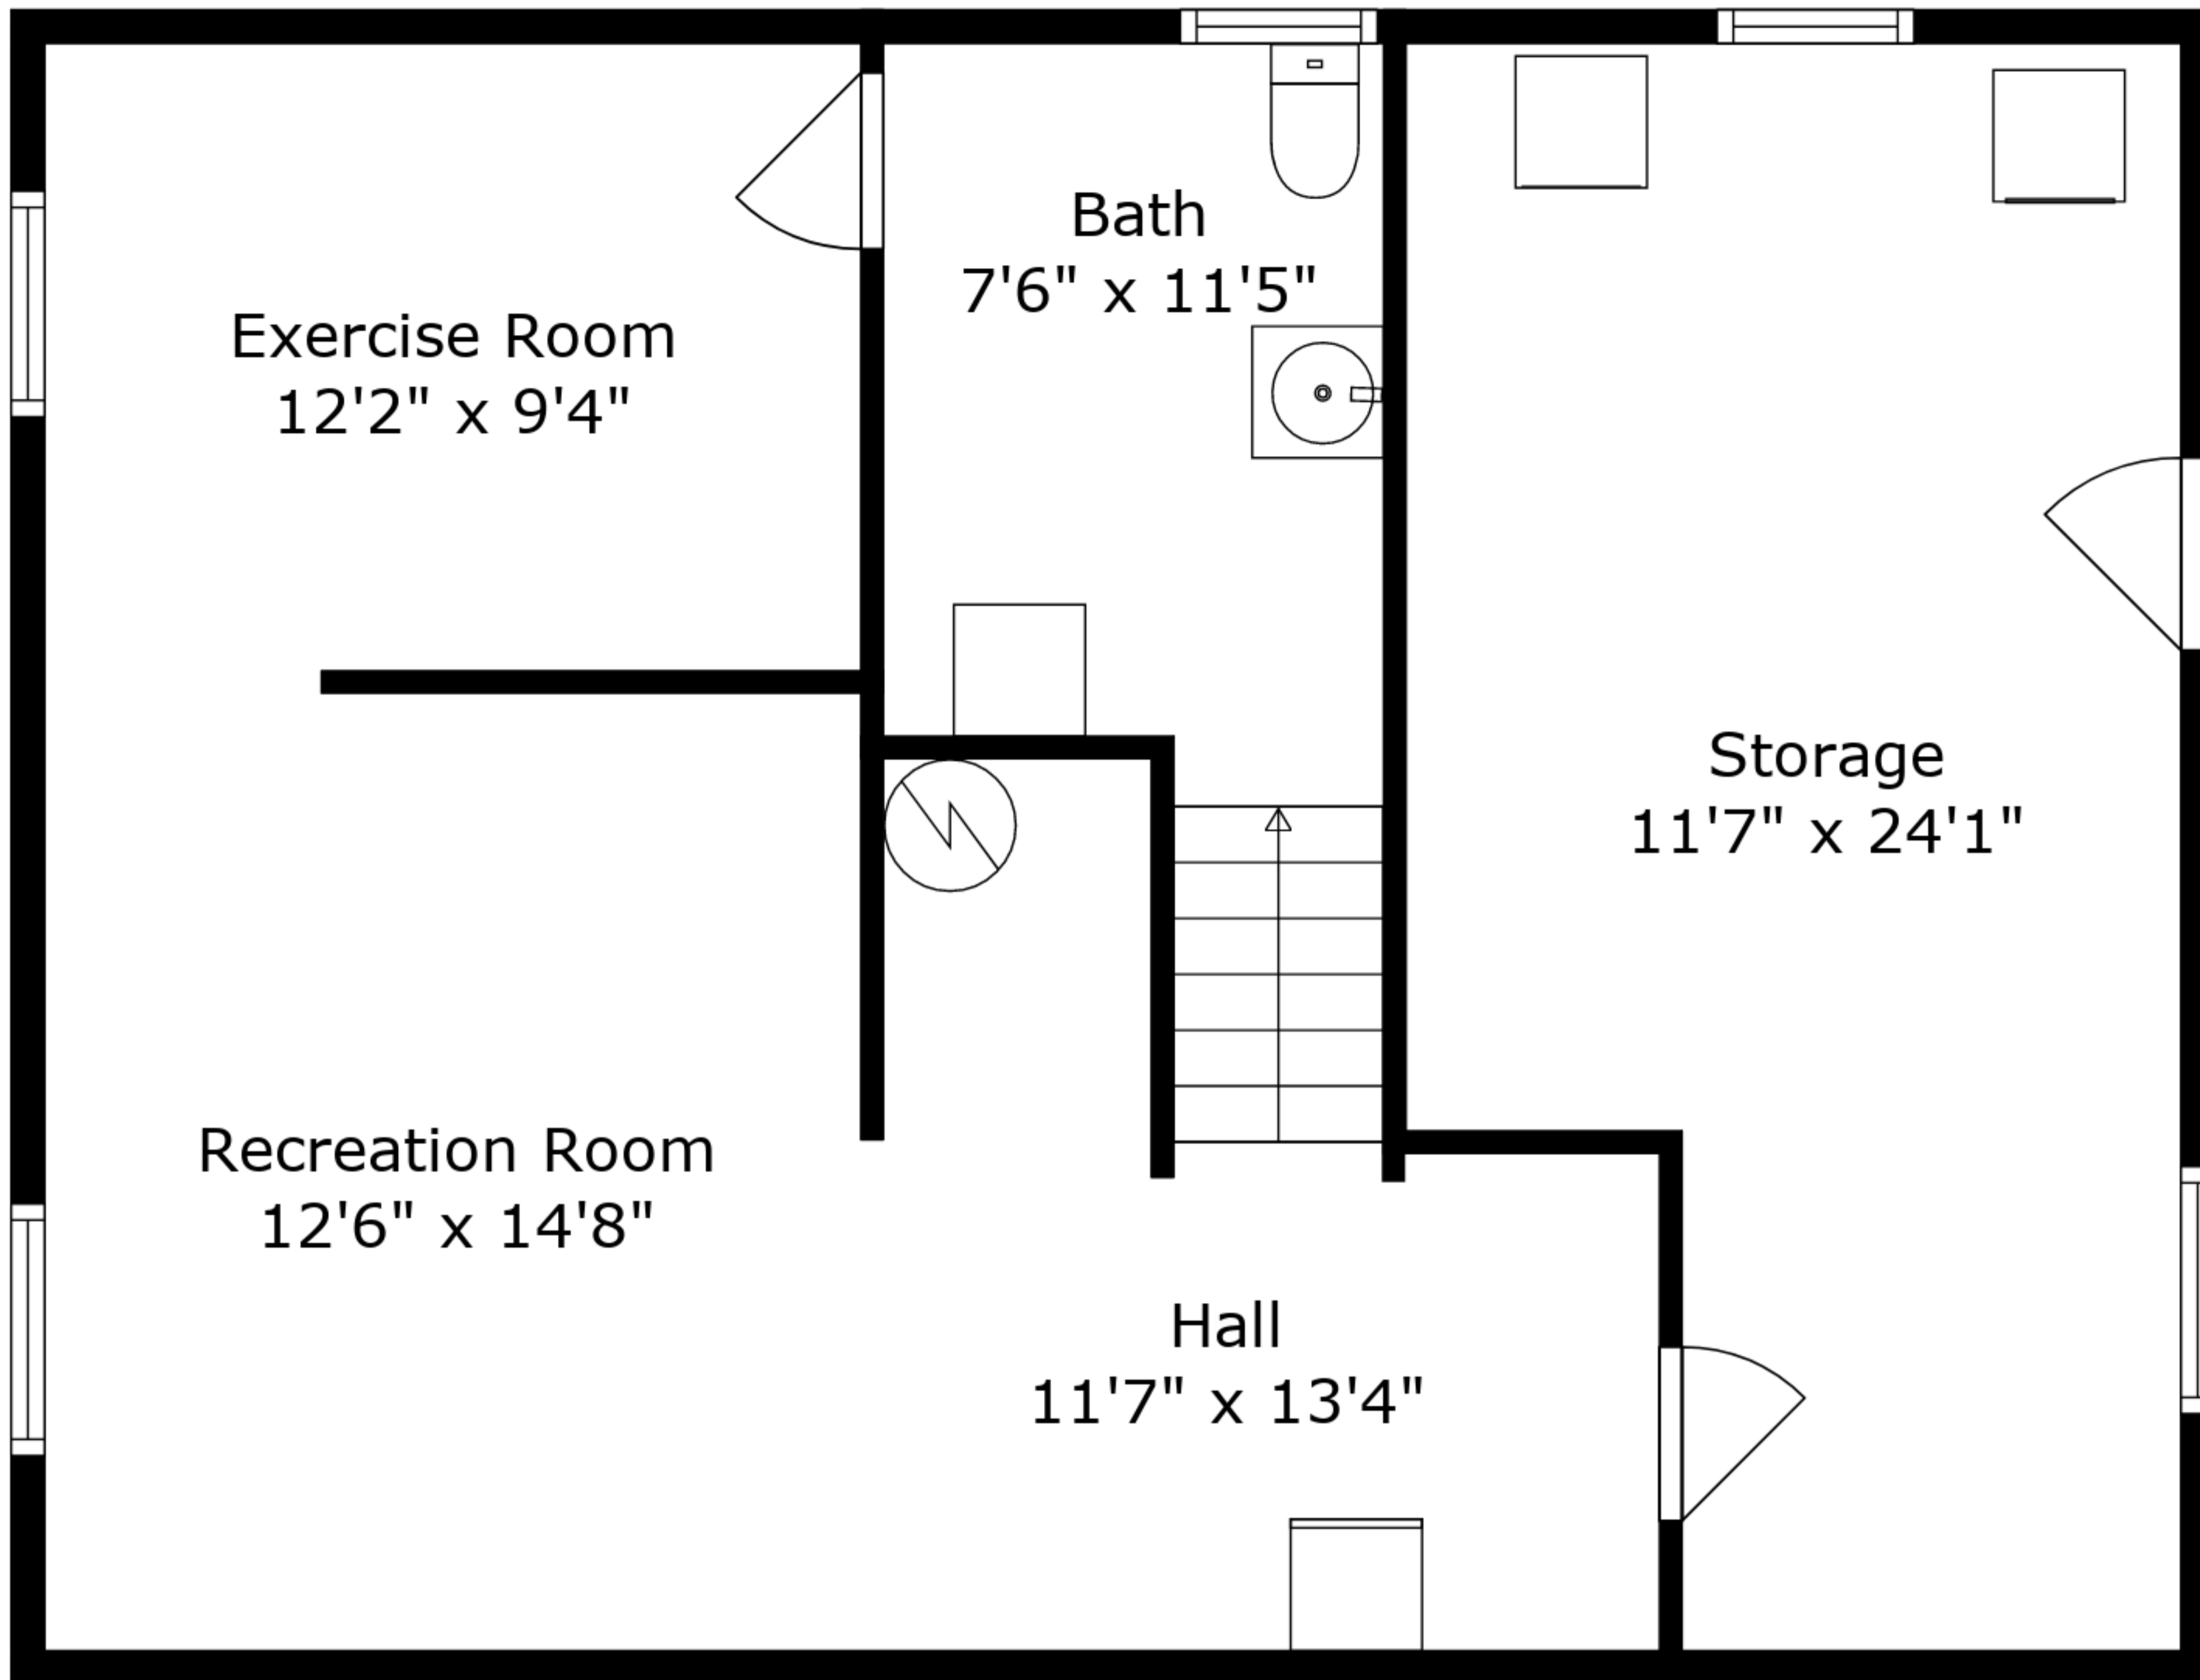 Bath
7'6" x 11'5"
Exercise Room
12'2" x 9'4"
Storage
11'7" x 24'1"
Recreation Room
12'6" x 14'8"
Hall
11'7" x 13'4"